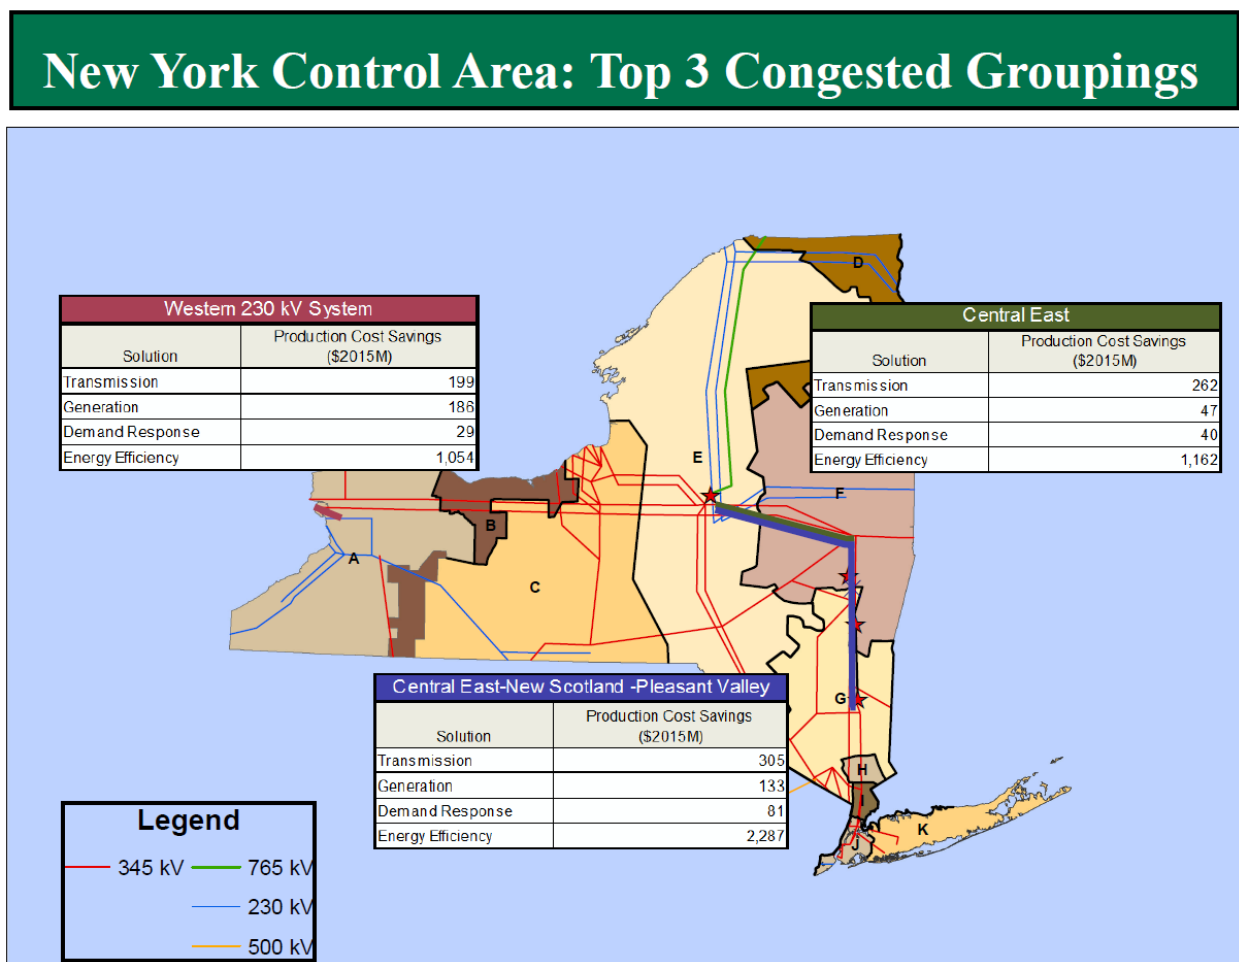 New York Control Area: Top 3 Congested Groupings
D
Western 230 kV System
Solution Production Cost Savings ($2015M)
Transmission 199
Generation 186
Demand Response 29
Energy Efficiency 1,054
Central East
Solution Production Cost Savings ($2015M)
Transmission 262
Generation 47
Demand Response 40
Energy Efficiency 1,162
E
F
B
A
C
Central East-New Scotland -Pleasant Valley
Solution Production Cost Savings ($2015M)
Transmission 305
Generation 133
Demand Response 81
Energy Efficiency 2,287
G
H
I
K
J
Legend
345 kV 765 kV
230 kV
500 kV